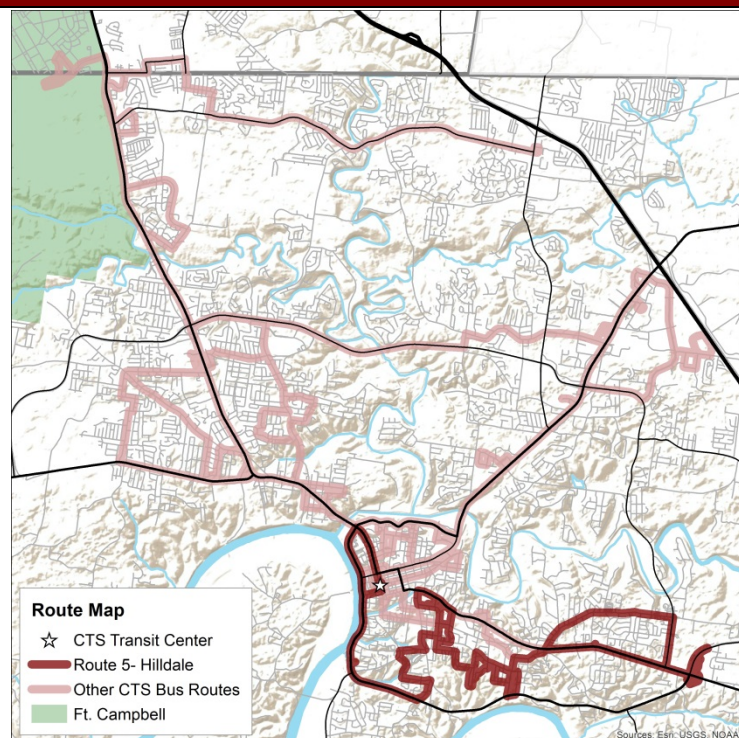 Route Map
CTS Transit Center
Route 5- Hilldale
Other CTS Bus Routes
Ft. Campbell
Sources: Esri, USGS, NOAA